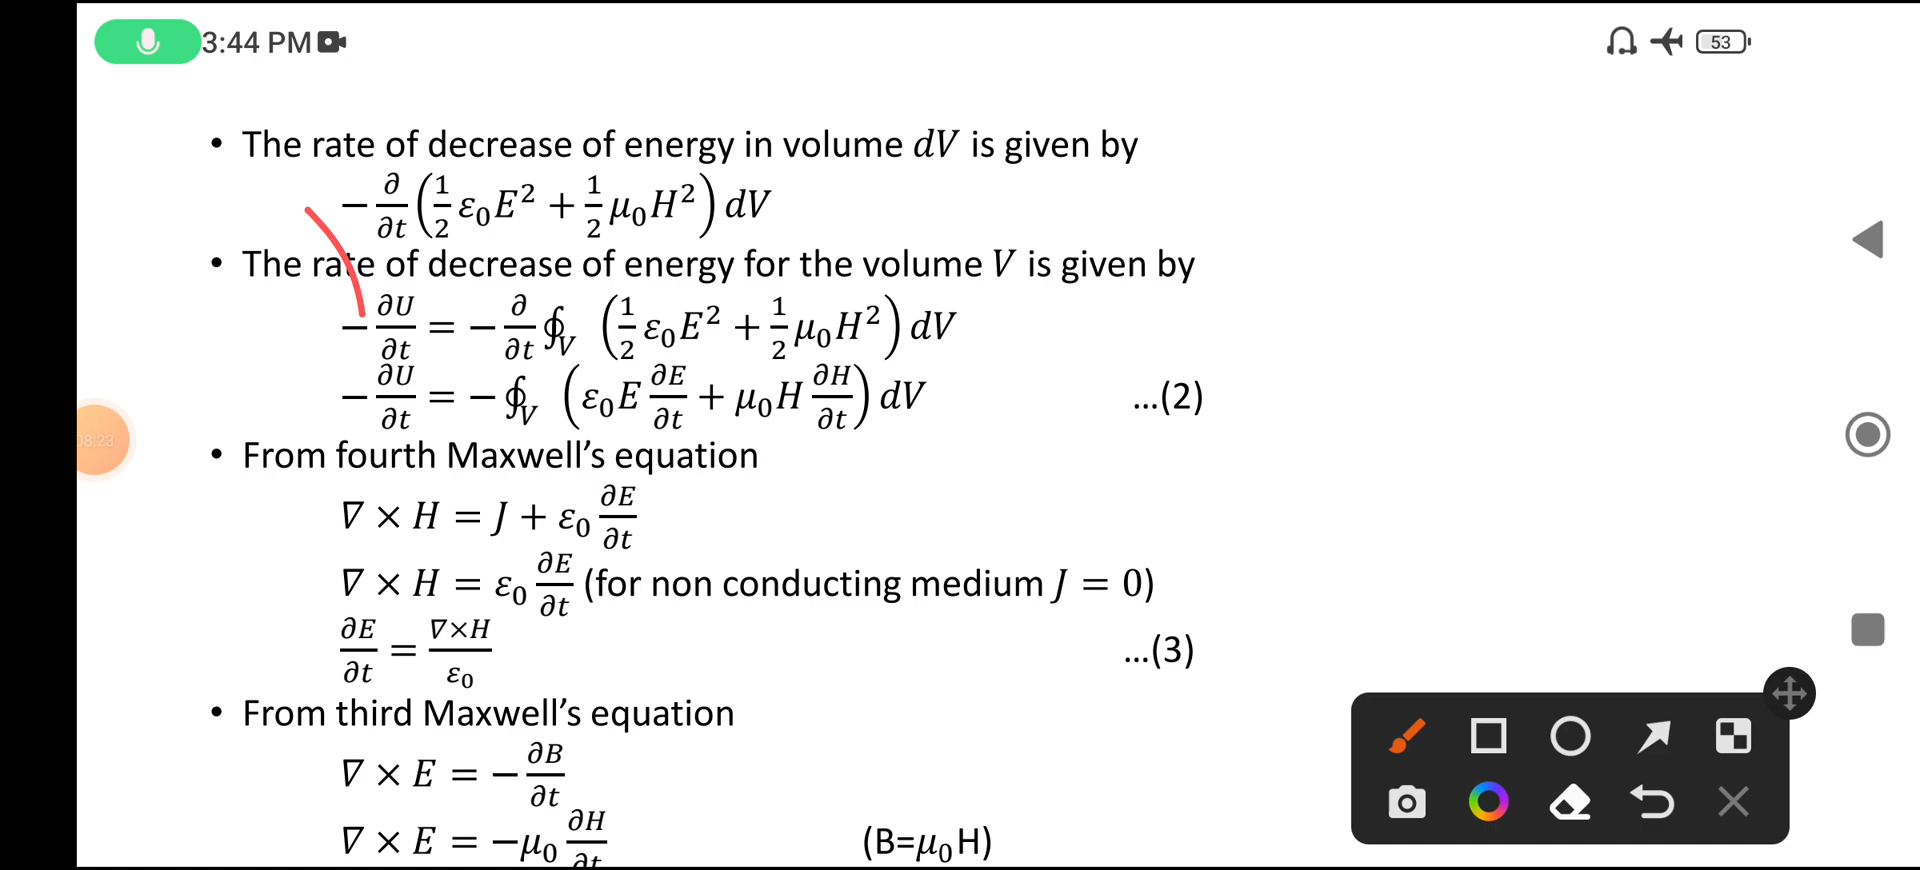 3:44 PM
53
• The rate of decrease of energy in volume dV is given by
−∂/∂t (1/2 ε₀E² + 1/2 μ₀H²) dV
• The rate of decrease of energy for the volume V is given by
−∂U/∂t = −∂/∂t ∮_V (1/2 ε₀E² + 1/2 μ₀H²) dV
−∂U/∂t = −∮_V (ε₀E ∂E/∂t + μ₀H ∂H/∂t) dV ...(2)
08:23
• From fourth Maxwell’s equation
∇ × H = J + ε₀ ∂E/∂t
∇ × H = ε₀ ∂E/∂t (for non conducting medium J = 0)
∂E/∂t = ∇×H/ε₀ ...(3)
• From third Maxwell’s equation
∇ × E = −∂B/∂t
∇ × E = −μ₀ ∂H/∂t (B=μ₀H)